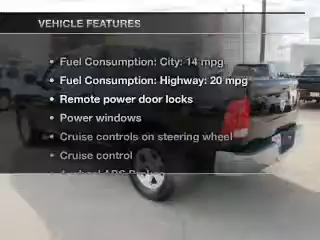 VEHICLE FEATURES
• Fuel Consumption: City: 14 mpg
• Fuel Consumption: Highway: 20 mpg
• Remote power door locks
• Power windows
• Cruise controls on steering wheel
• Cruise control